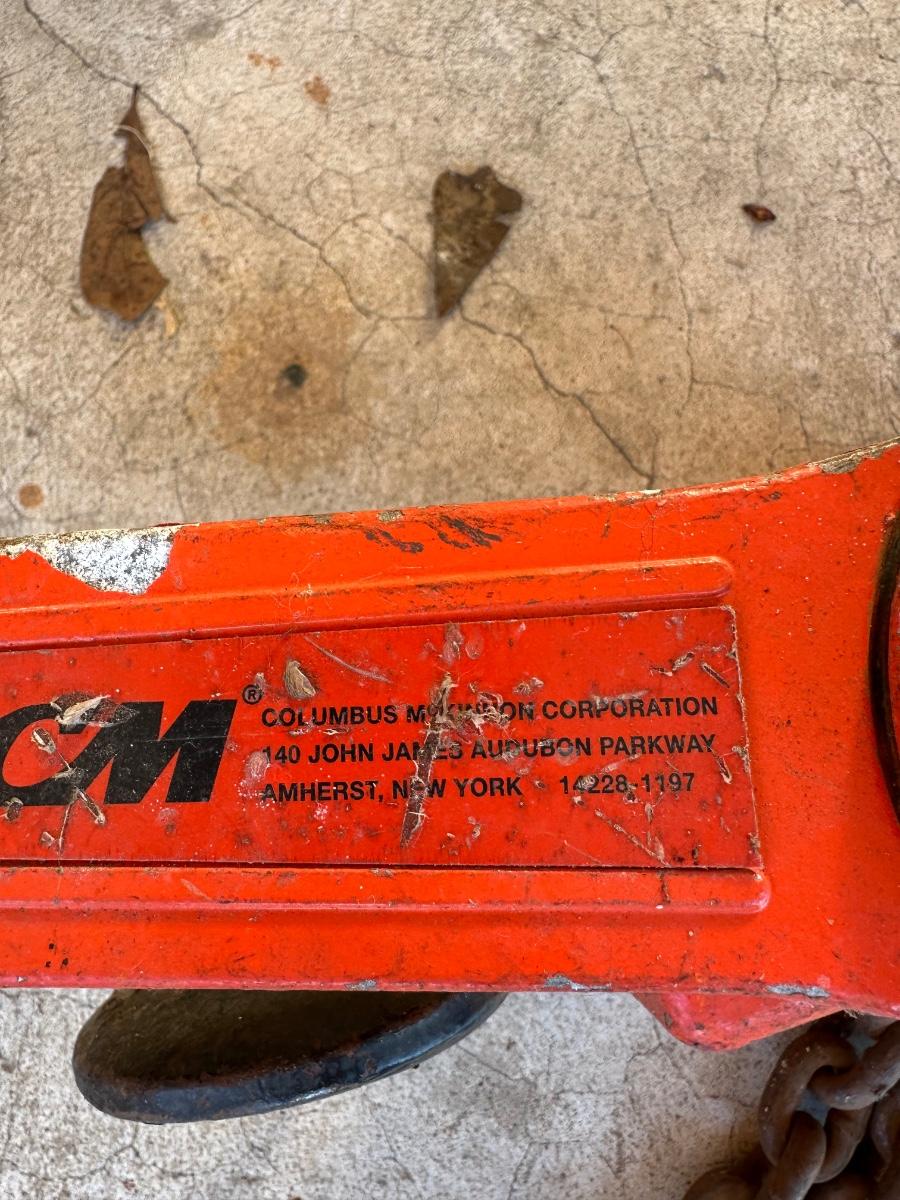 CM®
COLUMBUS McKINNON CORPORATION
140 JOHN JAMES AUDUBON PARKWAY
AMHERST, NEW YORK 14228-1197